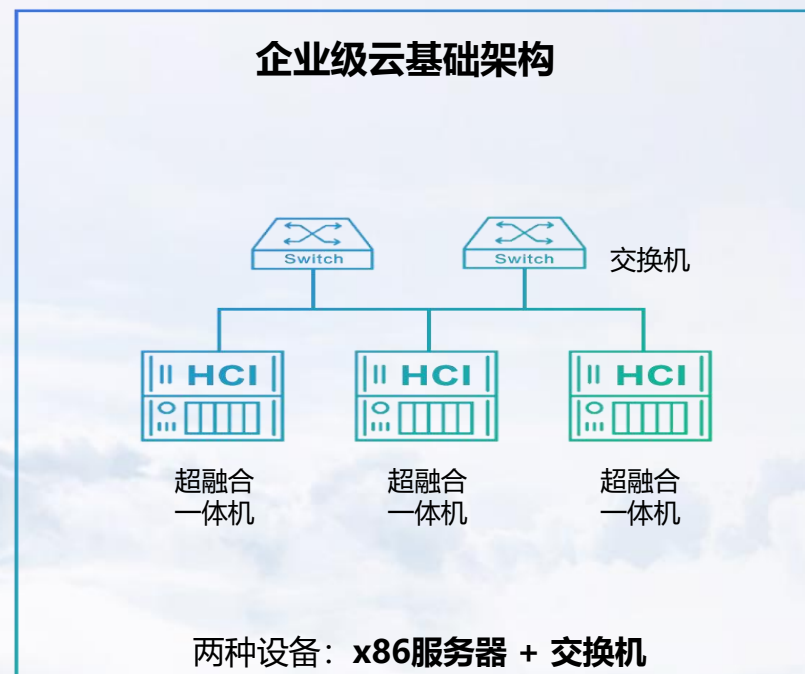 企业级云基础架构
Switch
Switch
交换机
HCI
HCI
HCI
超融合
一体机
超融合
一体机
超融合
一体机
两种设备：x86服务器 + 交换机